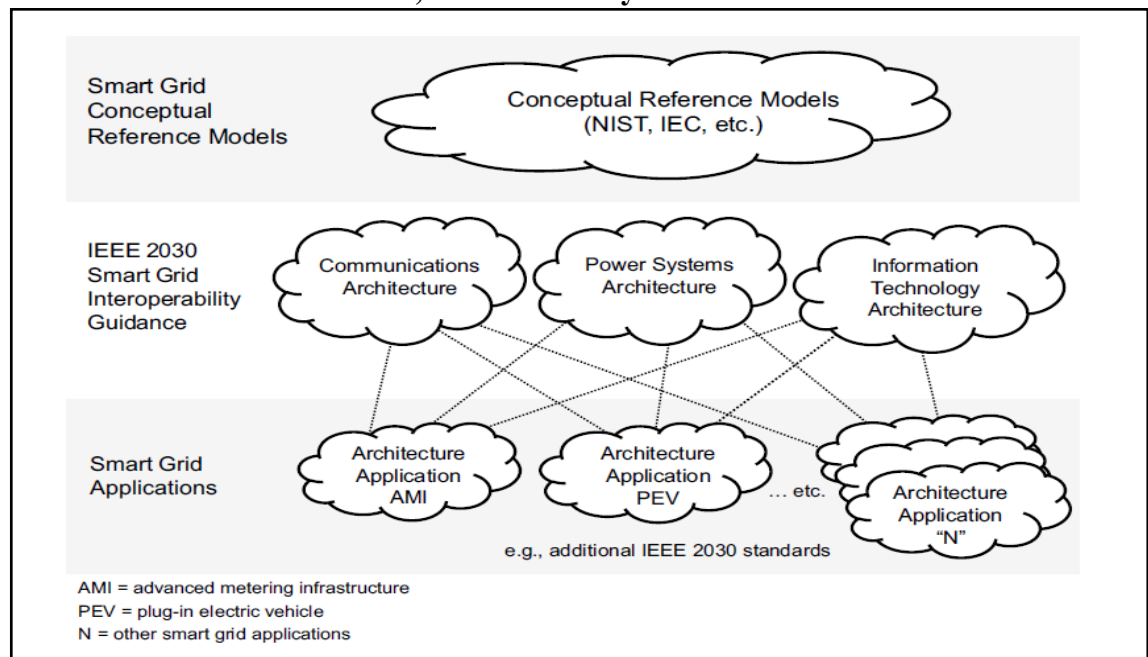 Smart Grid
Conceptual
Reference Models
Conceptual Reference Models
(NIST, IEC, etc.)
IEEE 2030
Smart Grid
Interoperability
Guidance
Communications
Architecture
Power Systems
Architecture
Information
Technology
Architecture
Smart Grid
Applications
Architecture
Application
AMI
Architecture
Application
PEV
... etc.
Architecture
Application
“N”
e.g., additional IEEE 2030 standards
AMI = advanced metering infrastructure
PEV = plug-in electric vehicle
N = other smart grid applications